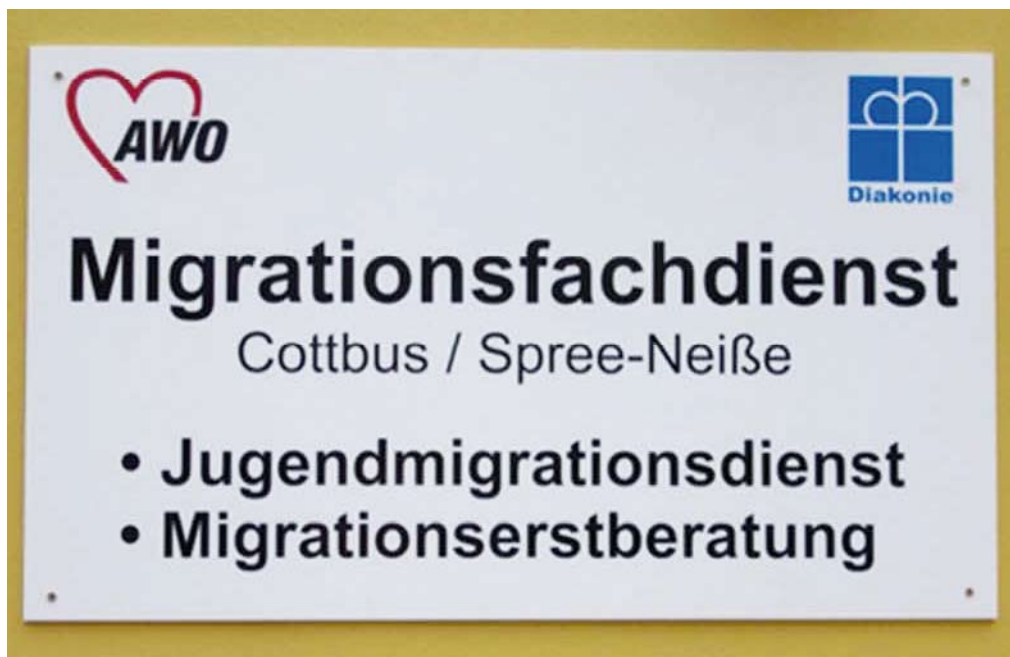 AWO
Diakonie
Migrationsfachdienst
Cottbus / Spree-Neiße
• Jugendmigrationsdienst
• Migrationserstberatung